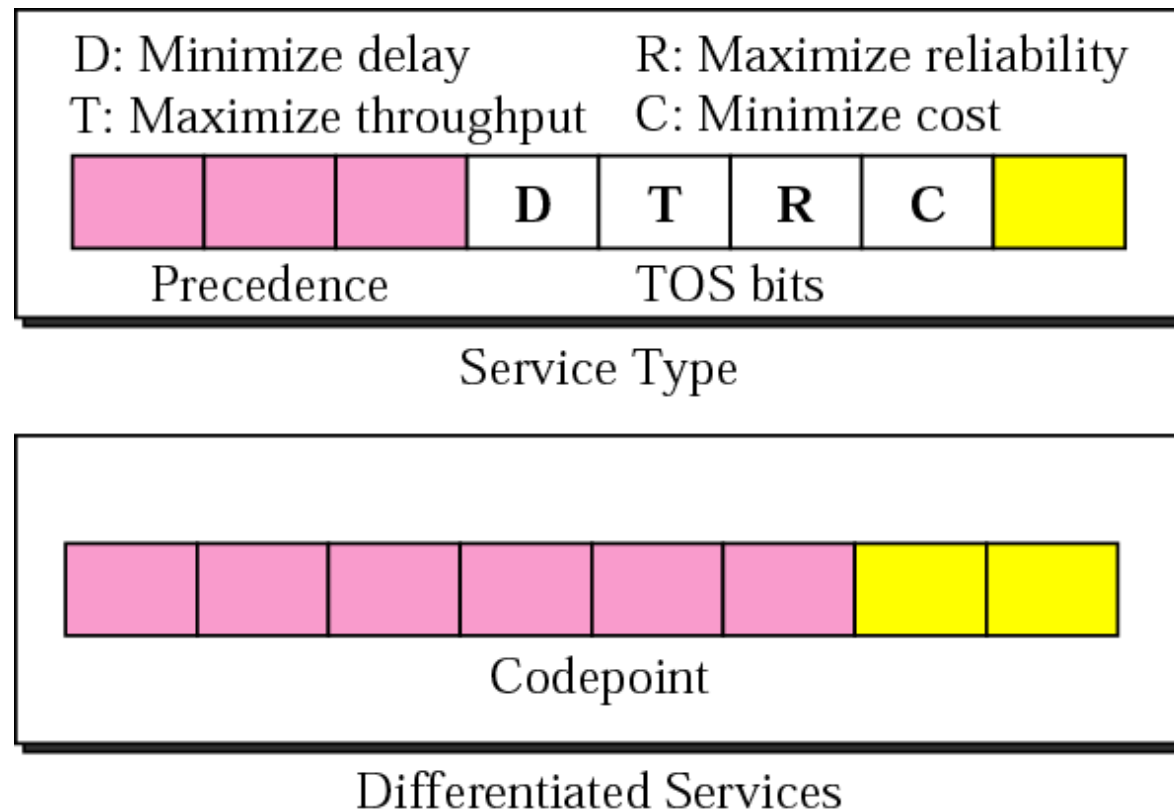 D: Minimize delay R: Maximize reliability
T: Maximize throughput C: Minimize cost
D T R C
Precedence TOS bits
Service Type
Codepoint
Differentiated Services